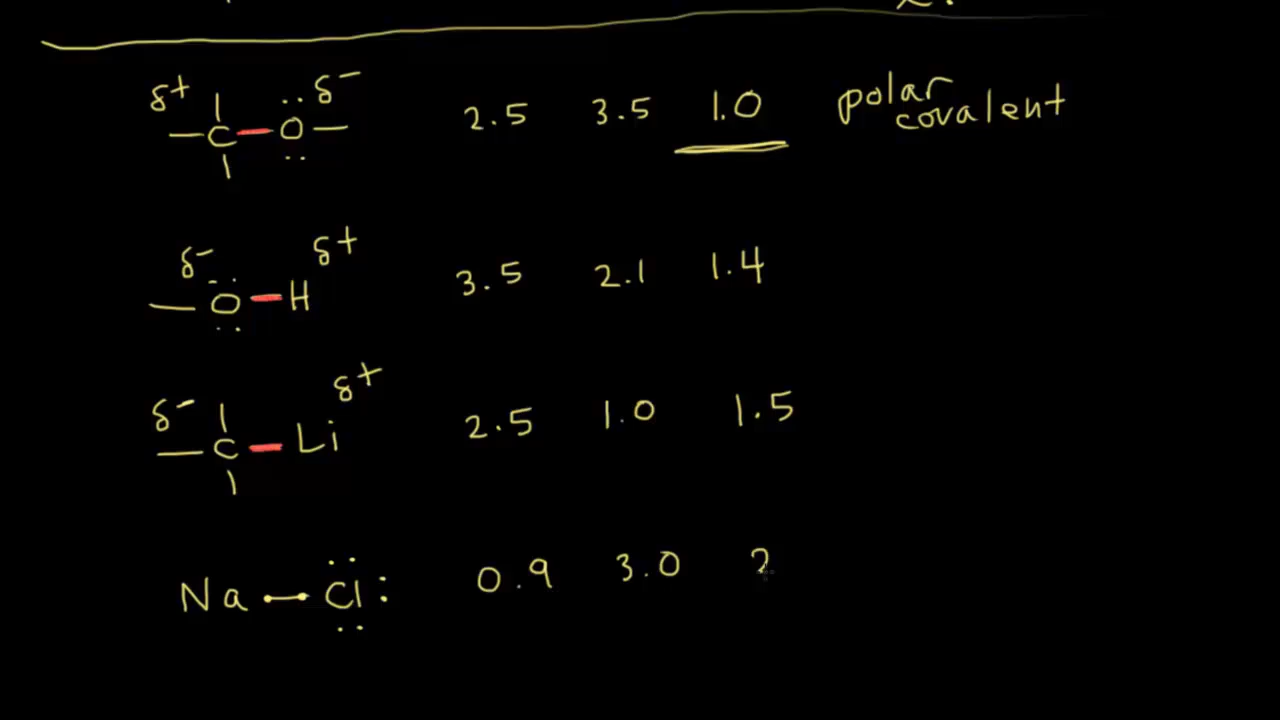 δ+ δ-
C O 2.5 3.5 1.0 polar covalent
δ- δ+
O H 3.5 2.1 1.4
δ- δ+
C Li 2.5 1.0 1.5
Na Cl 0.9 3.0 2